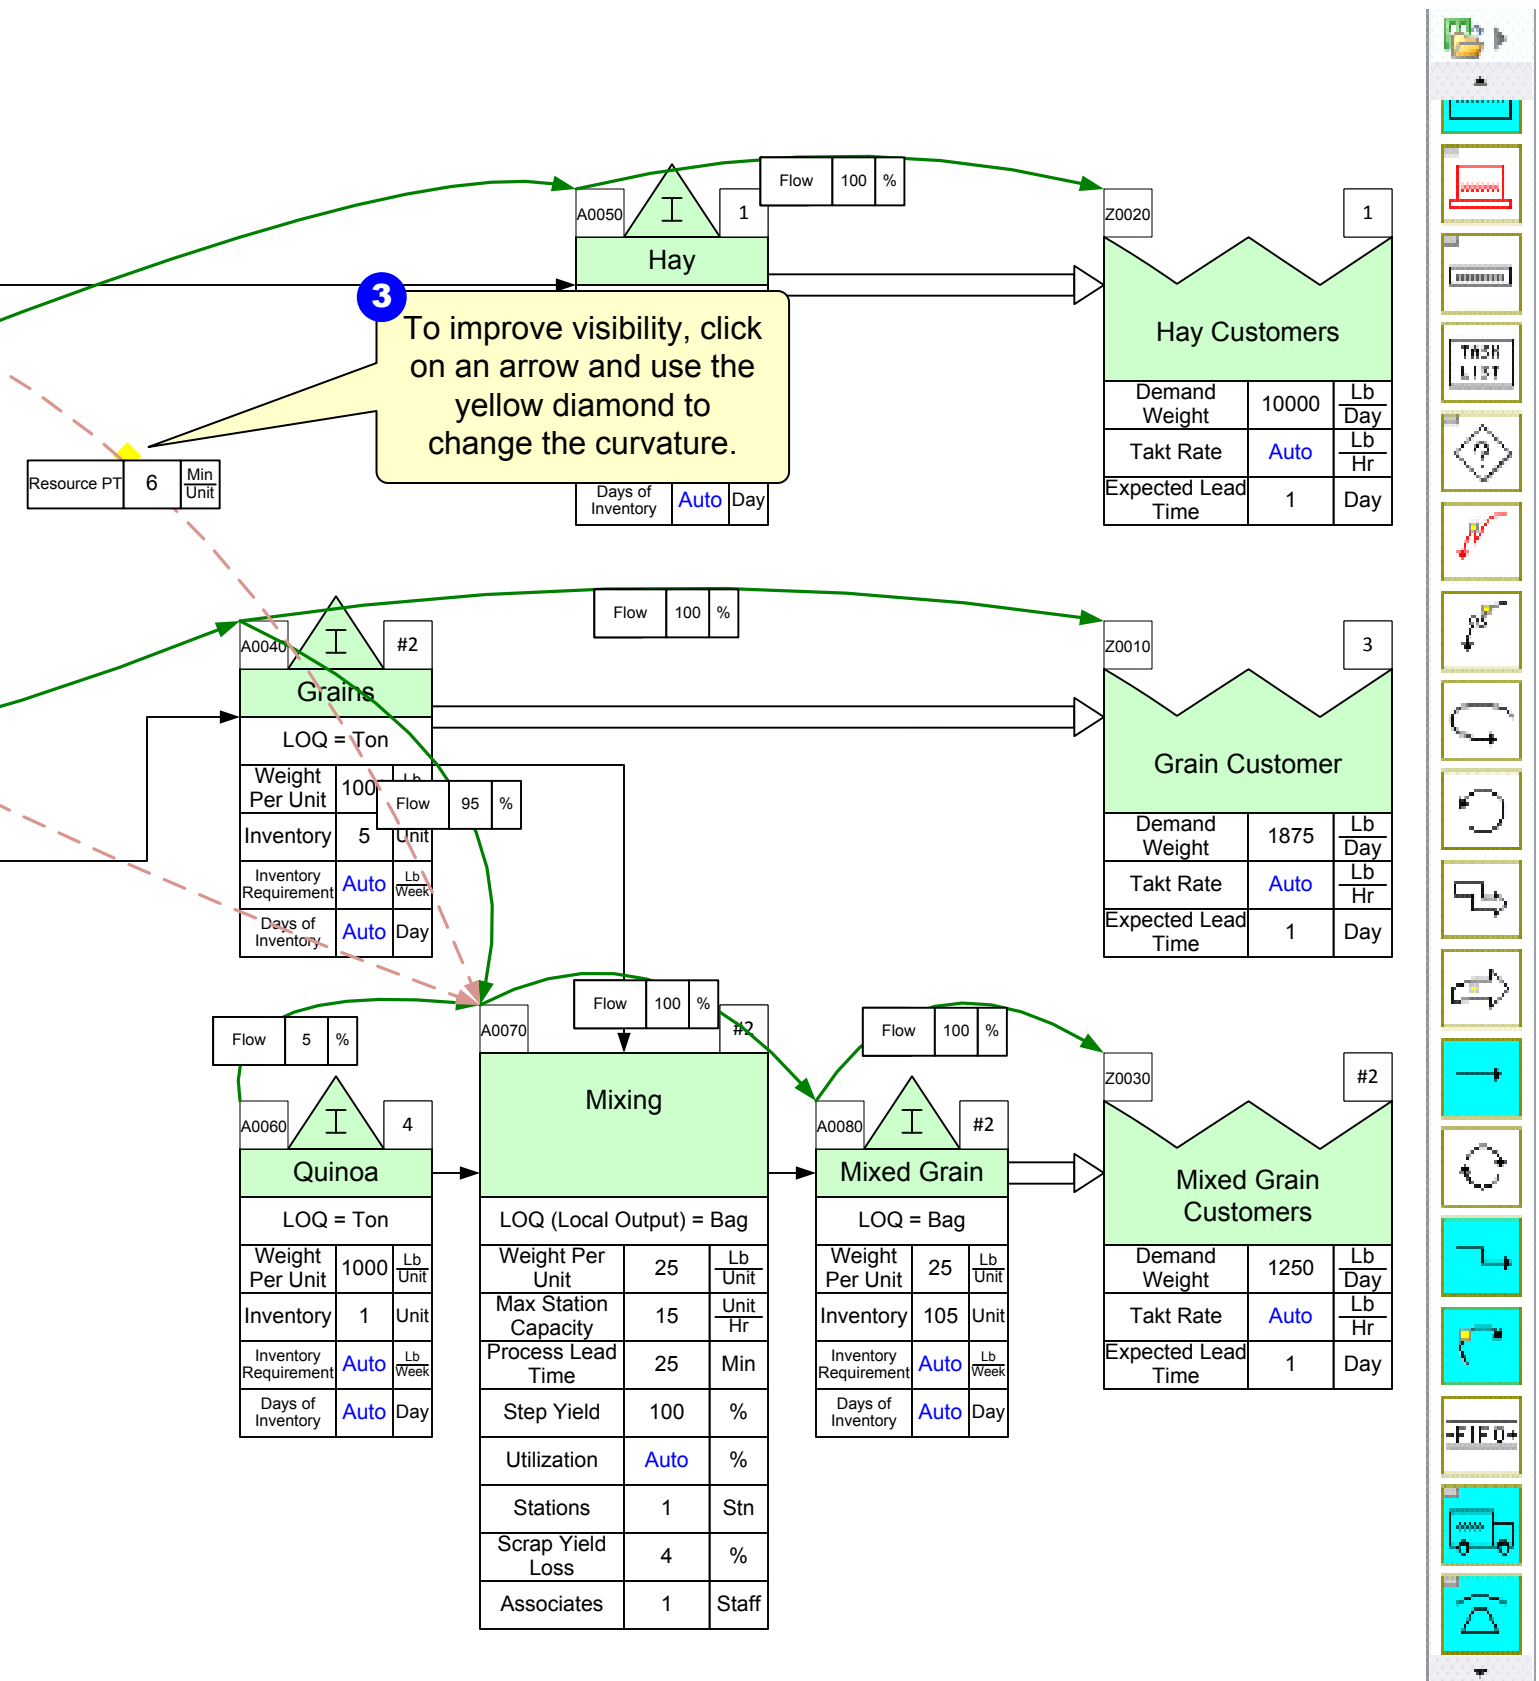 Flow 100 %
A0050
I
1
Hay
Z0020
1
Hay Customers
Demand Weight 10000 Lb Day
Takt Rate Auto Lb Hr
Expected Lead Time 1 Day
3
To improve visibility, click
on an arrow and use the
yellow diamond to
change the curvature.
Resource PT 6 Min Unit
Days of Inventory Auto Day
TASK
LIST
?
Flow 100 %
A0040
I
#2
Grains
LOQ = Ton
Weight Per Unit 100 Lb
Flow 95 %
Inventory 5 Unit
Inventory Requirement Auto Lb Week
Days of Inventory Auto Day
Z0010
3
Grain Customer
Demand Weight 1875 Lb Day
Takt Rate Auto Lb Hr
Expected Lead Time 1 Day
Flow 5 %
A0060
I
4
Quinoa
LOQ = Ton
Weight Per Unit 1000 Lb Unit
Inventory 1 Unit
Inventory Requirement Auto Lb Week
Days of Inventory Auto Day
A0070
Flow 100 %
#2
Mixing
LOQ (Local Output) = Bag
Weight Per Unit 25 Lb Unit
Max Station Capacity 15 Unit Hr
Process Lead Time 25 Min
Step Yield 100 %
Utilization Auto %
Stations 1 Stn
Scrap Yield Loss 4 %
Associates 1 Staff
Flow 100 %
A0080
I
#2
Mixed Grain
LOQ = Bag
Weight Per Unit 25 Lb Unit
Inventory 105 Unit
Inventory Requirement Auto Lb Week
Days of Inventory Auto Day
Z0030
#2
Mixed Grain
Customers
Demand Weight 1250 Lb Day
Takt Rate Auto Lb Hr
Expected Lead Time 1 Day
FIFO